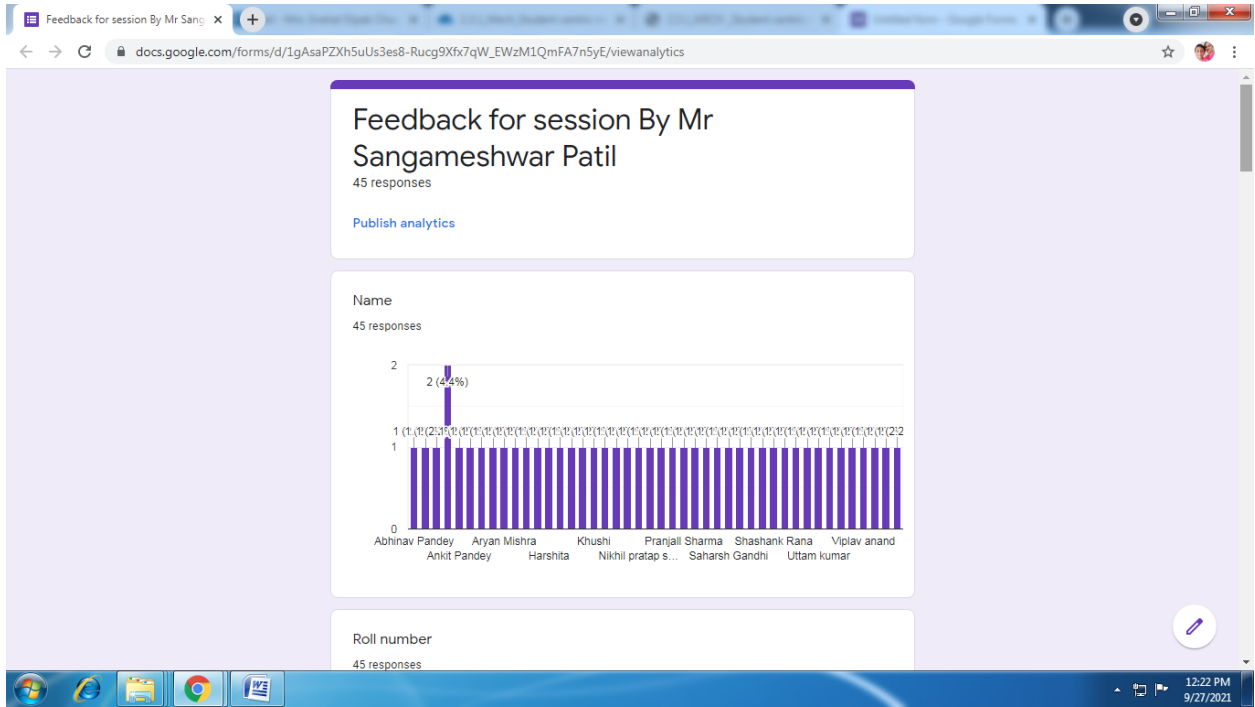 Feedback for session By Mr Sang
docs.google.com/forms/d/1gAsaPZXh5uUs3es8-Rucg9Xfx7qW_EWzM1QmFA7n5yE/viewanalytics
Feedback for session By Mr
Sangameshwar Patil
45 responses
Publish analytics
Name
45 responses
2
2 (4.4%)
1
0
Abhinav Pandey Aryan Mishra Khushi Pranjall Sharma Shashank Rana Viplav anand
Ankit Pandey Harshita Nikhil pratap s... Saharsh Gandhi Uttam kumar
Roll number
45 responses
12:22 PM
9/27/2021